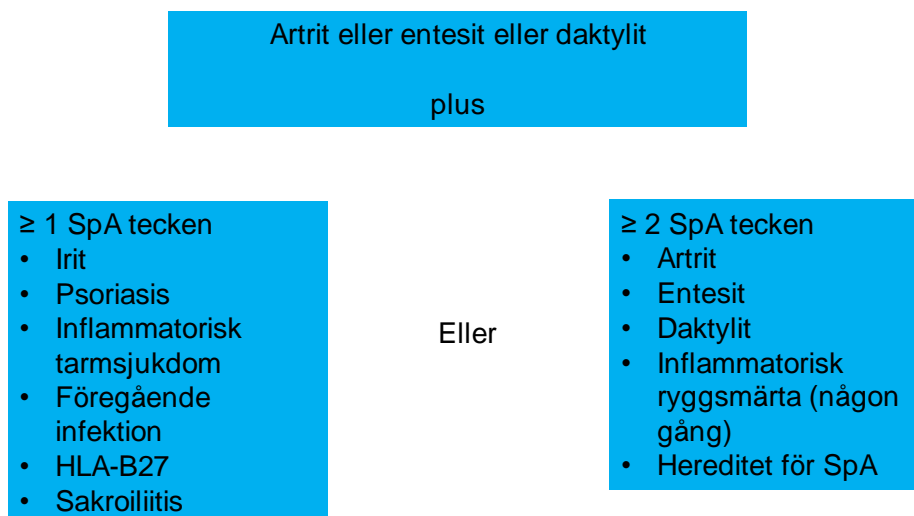 Artrit eller entesit eller daktylit
plus
≥ 1 SpA tecken
• Irit
• Psoriasis
• Inflammatorisk
tarmsjukdom
• Föregående
infektion
• HLA-B27
• Sakroiliitis
Eller
≥ 2 SpA tecken
• Artrit
• Entesit
• Daktylit
• Inflammatorisk
ryggsmärta (någon
gång)
• Hereditet för SpA